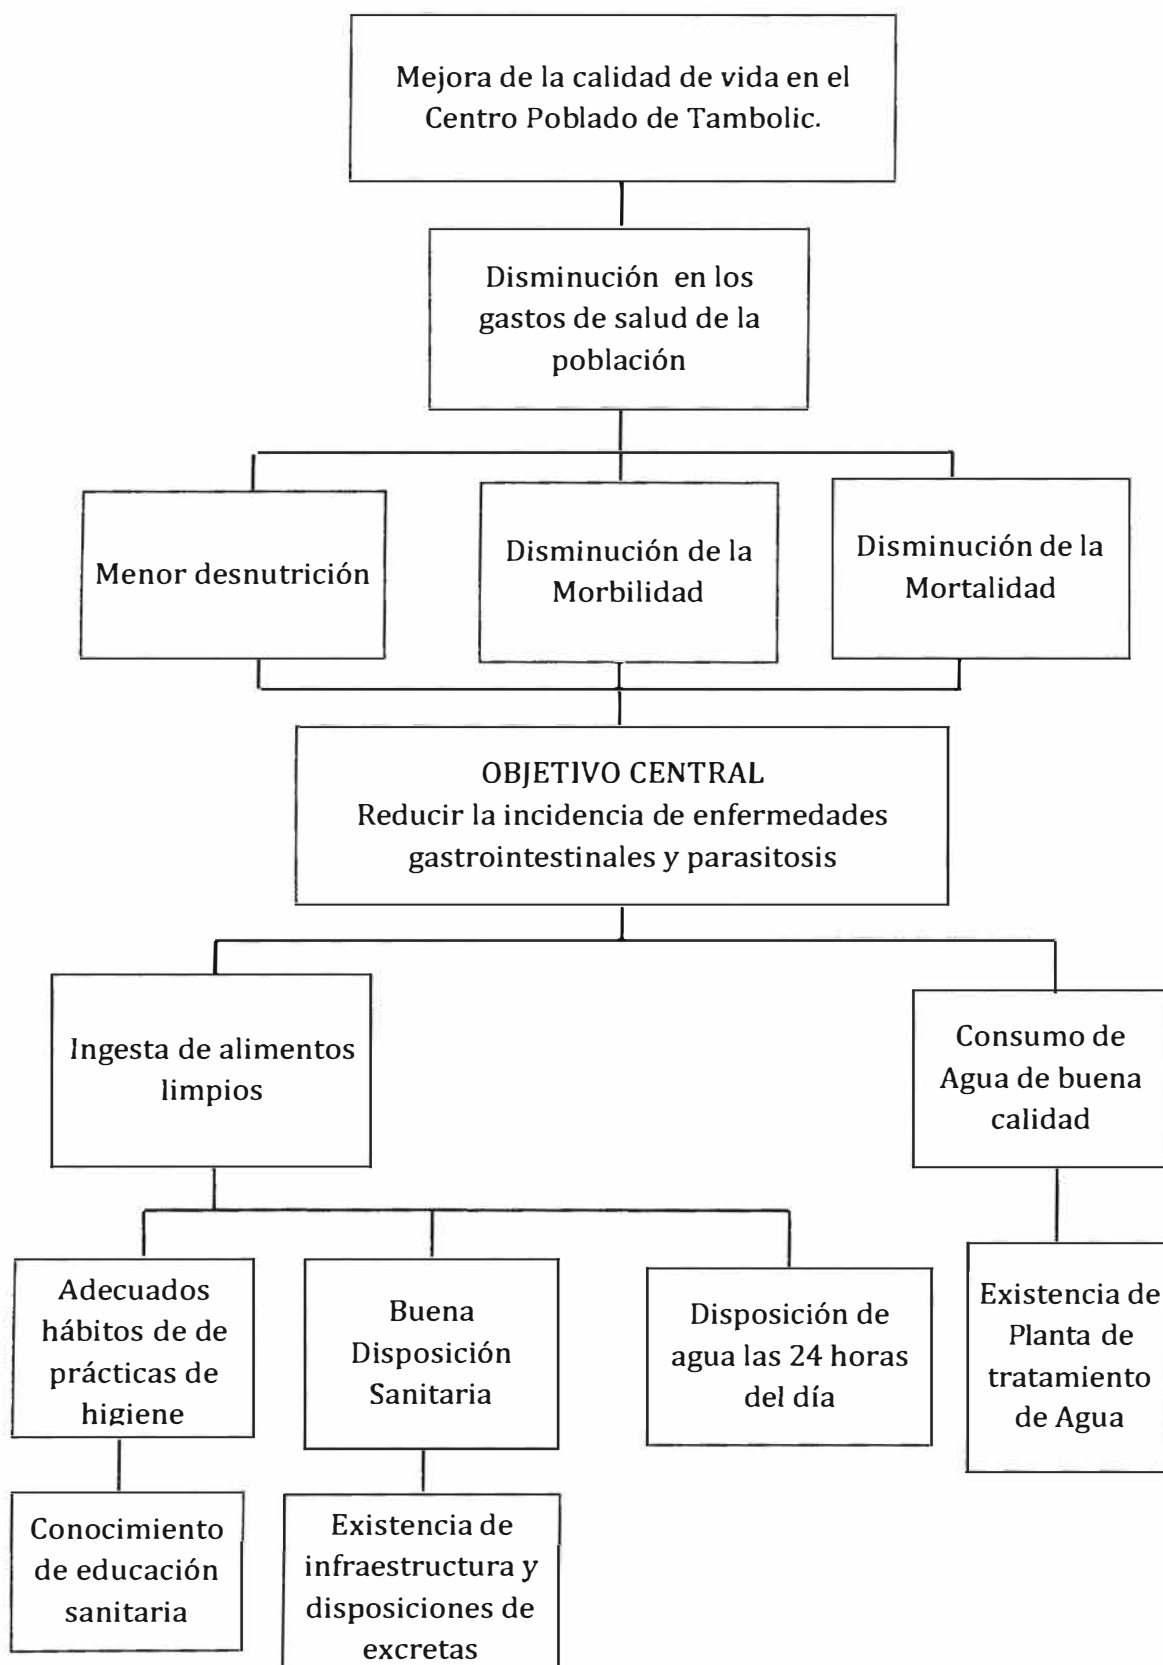 Mejora de la calidad de vida en el
Centro Poblado de Tambolic.
Disminución en los
gastos de salud de la
población
Menor desnutrición
Disminución de la
Morbilidad
Disminución de la
Mortalidad
OBJETIVO CENTRAL
Reducir la incidencia de enfermedades
gastrointestinales y parasitosis
Ingesta de alimentos
limpios
Consumo de
Agua de buena
calidad
Adecuados
hábitos de de
prácticas de
higiene
Buena
Disposición
Sanitaria
Disposición de
agua las 24 horas
del día
Existencia de
Planta de
tratamiento
de Agua
Conocimiento
de educación
sanitaria
Existencia de
infraestructura y
disposiciones de
excretas